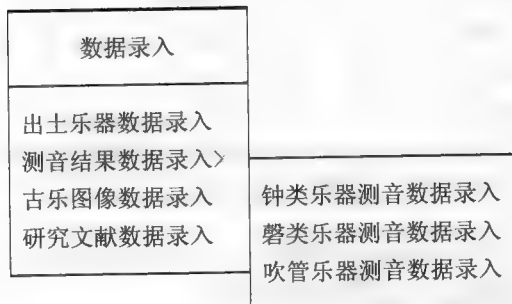 数据录入
出土乐器数据录入
测音结果数据录入>
古乐图像数据录入
研究文献数据录入
钟类乐器测音数据录入
磬类乐器测音数据录入
吹管乐器测音数据录入